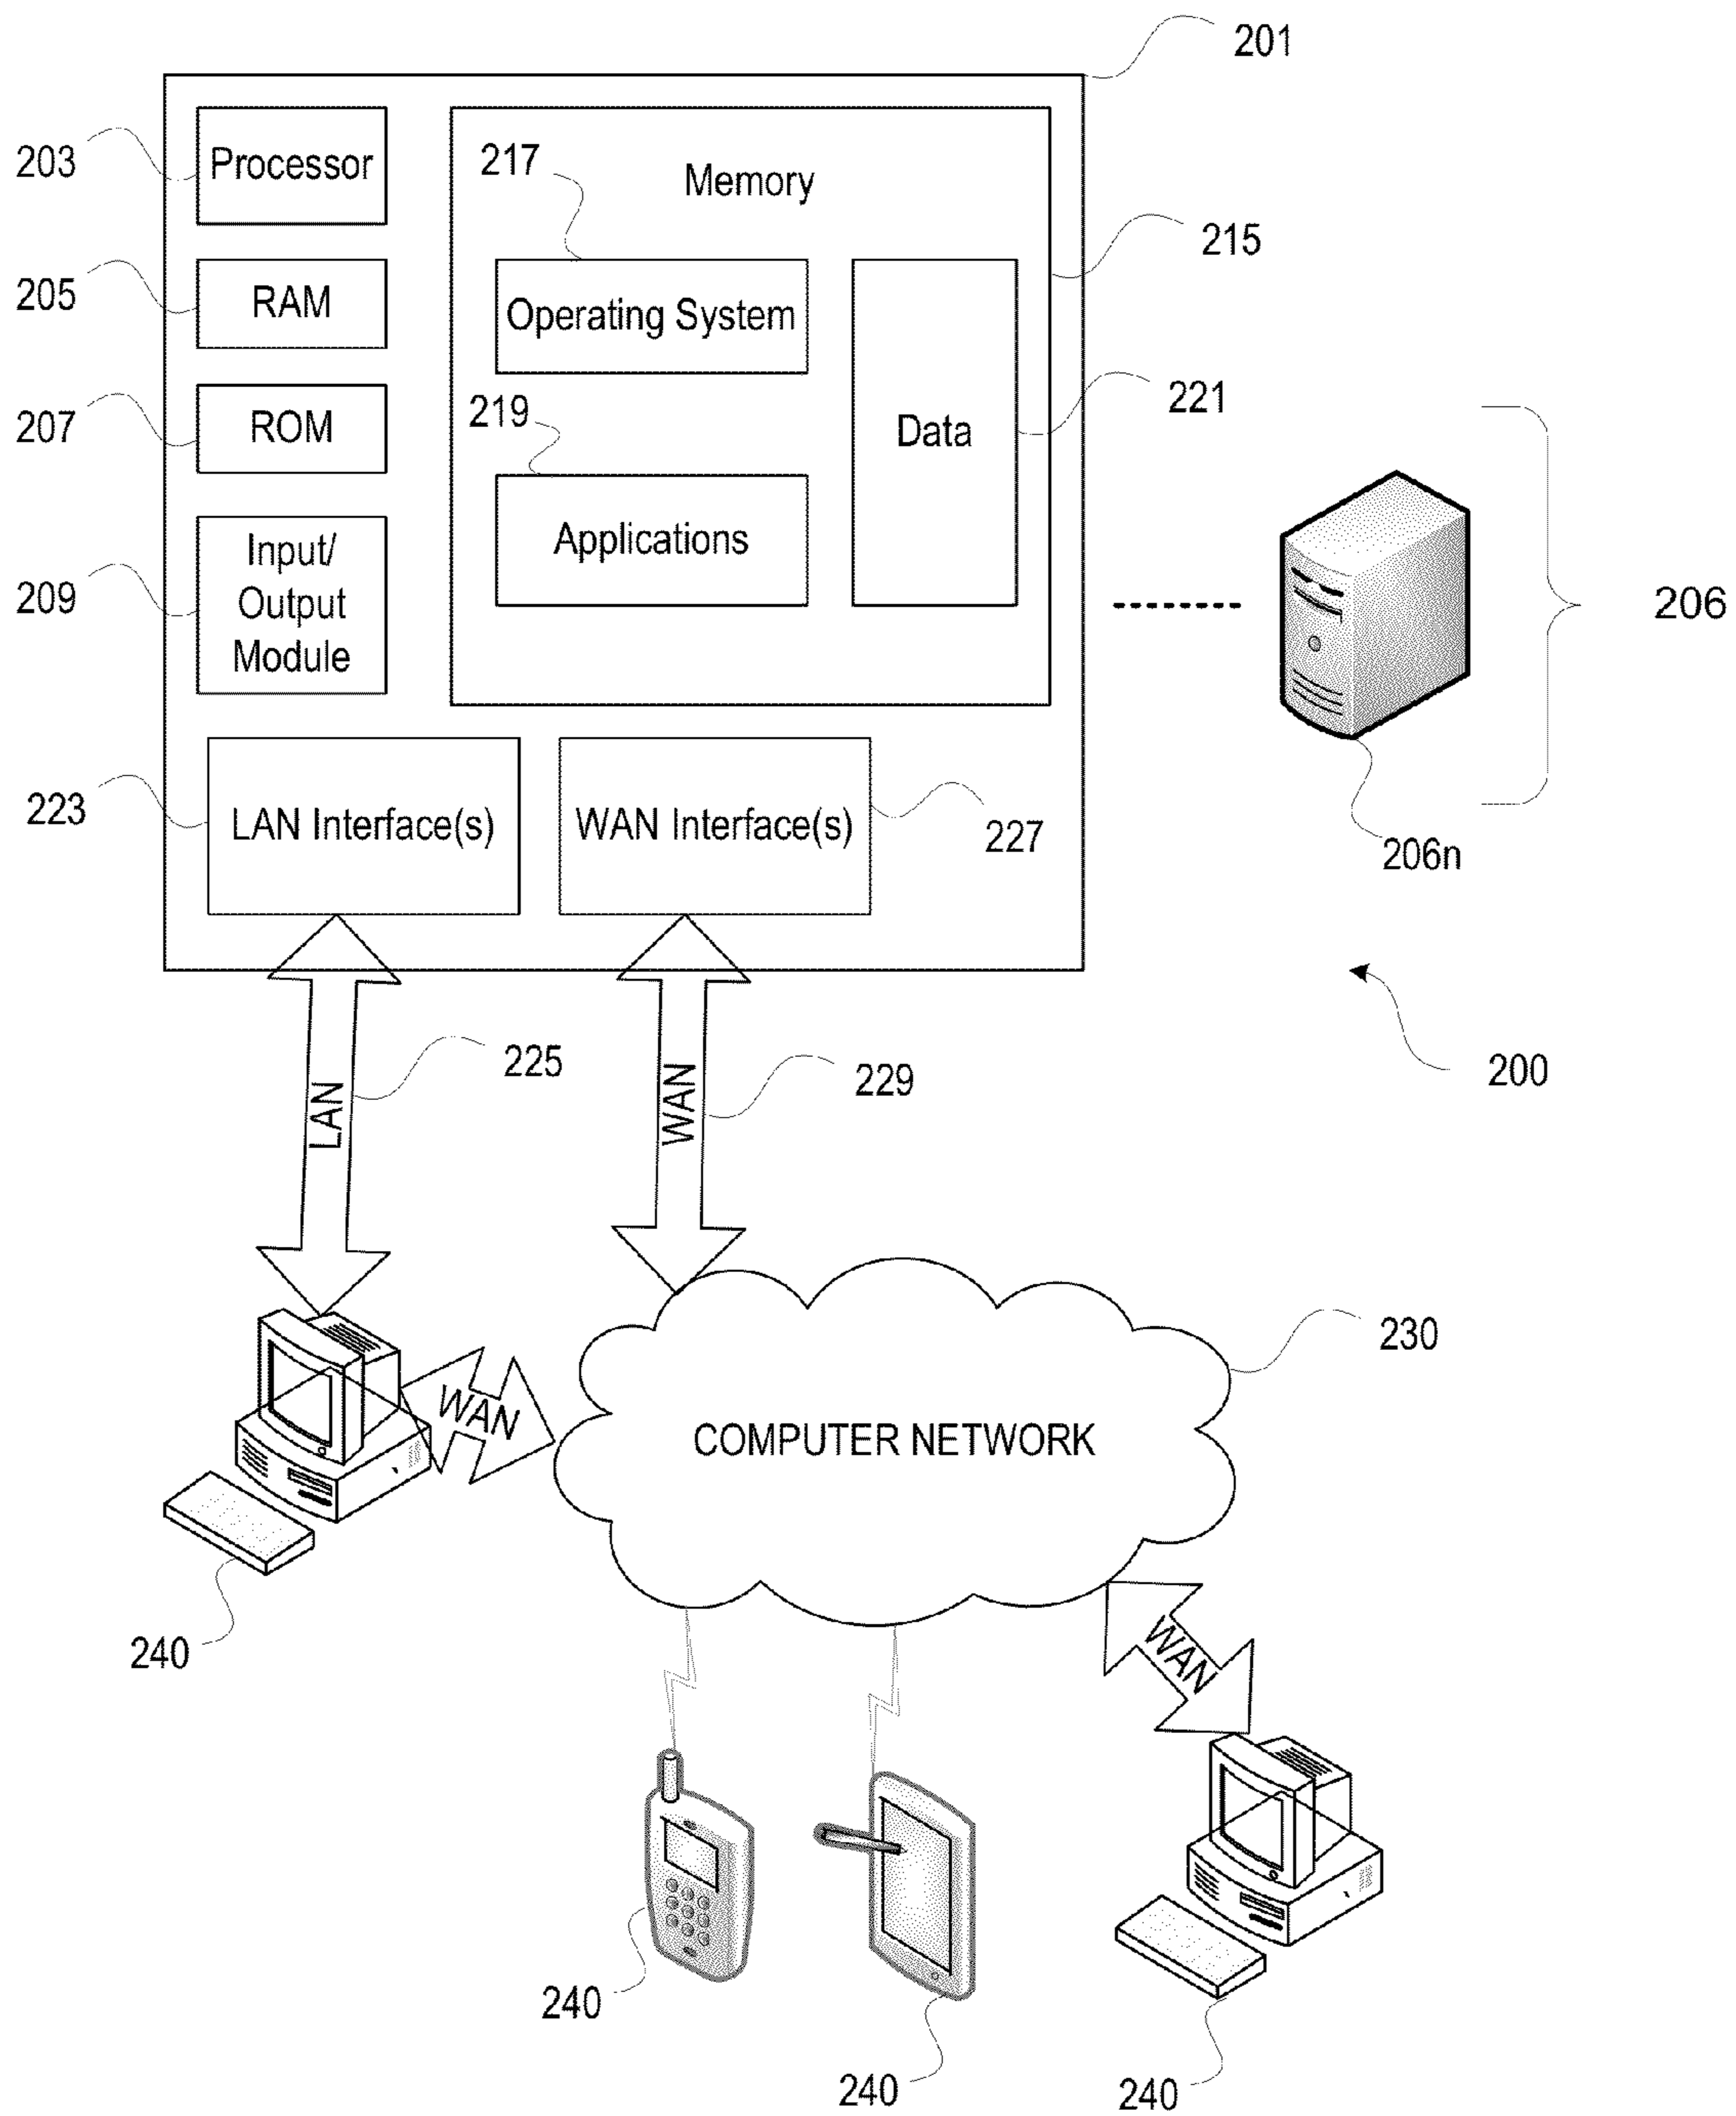 201
203
Processor
217
Memory
215
205
RAM
Operating System
207
ROM
219
Data
221
209
Input/
Output
Module
Applications
206
223
LAN Interface(s)
WAN Interface(s)
227
206n
225
229
200
LAN
WAN
230
WAN
COMPUTER NETWORK
240
WAN
240
240
240